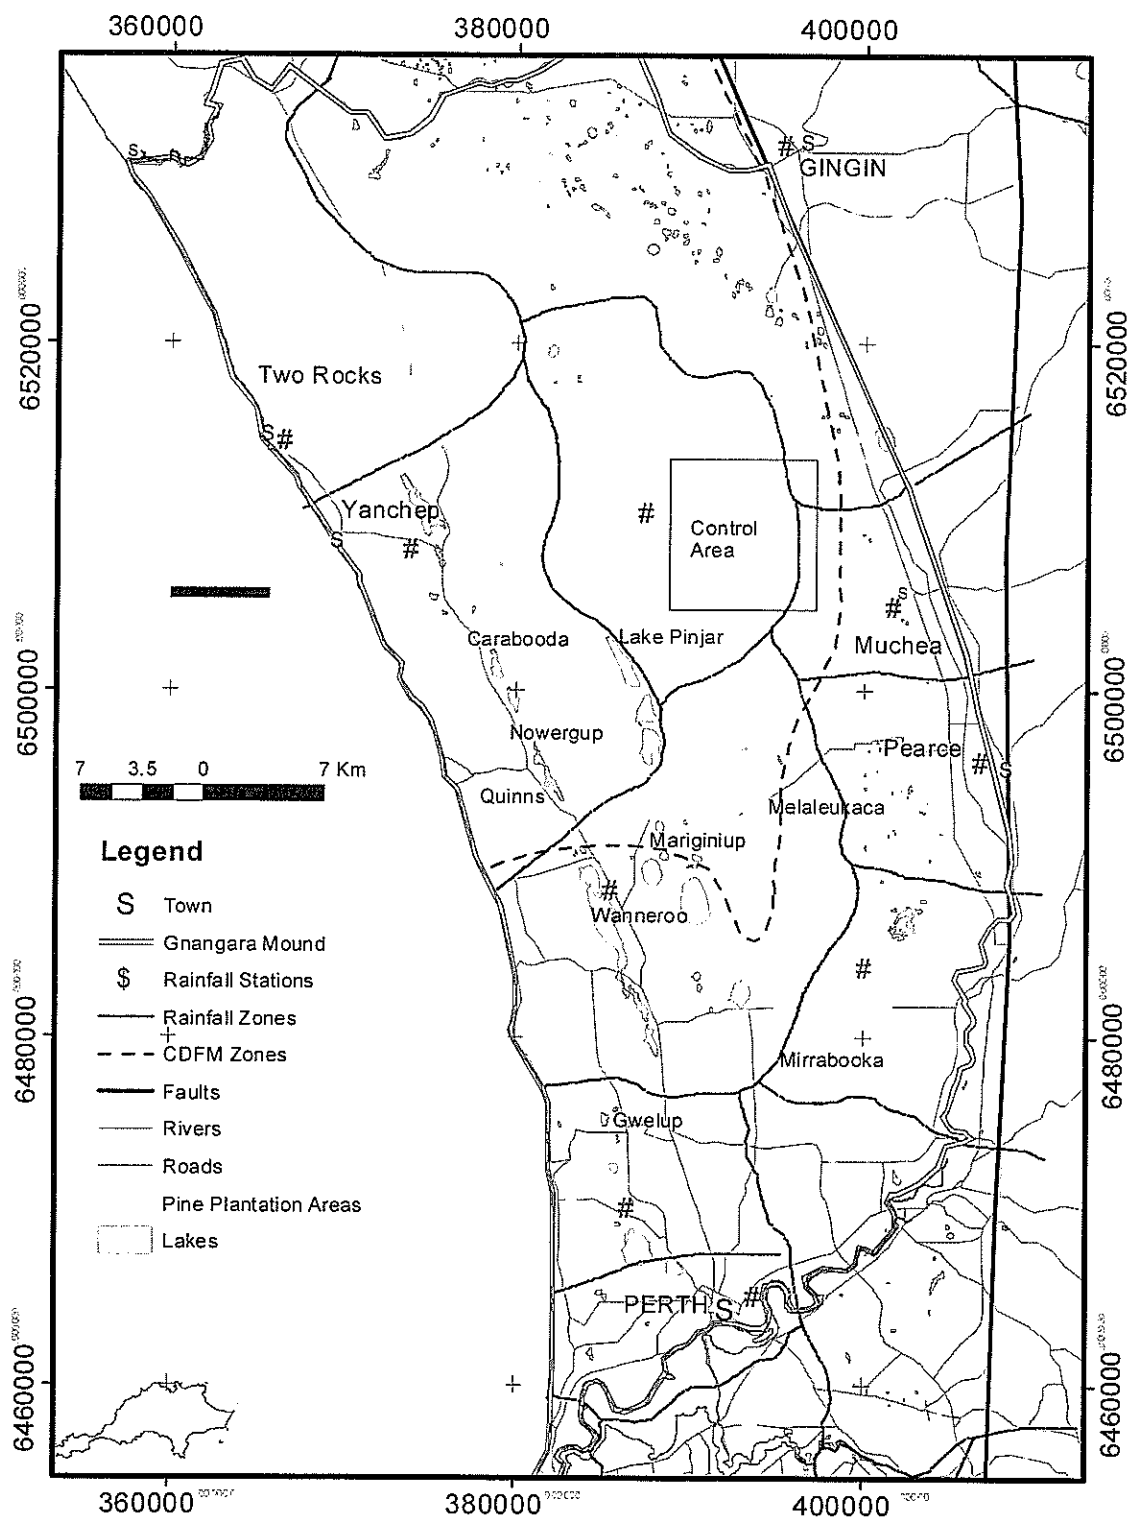 360000 380000 400000
S
#
S
GINGIN
6520000
6520000
Two Rocks
S
#
Yanchep
#
Control
Area
S
#
S
#
Carabooda
Lake Pinjar
Muchea
6500000
6500000
Nowergup
Pearce
#
S
7 3.5 0 7 Km
Quinns
Melaleukaca
Mariginiup
Legend
#
S Town
Wanneroo
Gnangara Mound
#
$ Rainfall Stations
Rainfall Zones
6480000
6480000
CDFM Zones
Mirrabooka
Faults
Gwelup
Rivers
Roads
Pine Plantation Areas
#
Lakes
PERTH S
#
6460000
6460000
360000 380000 400000